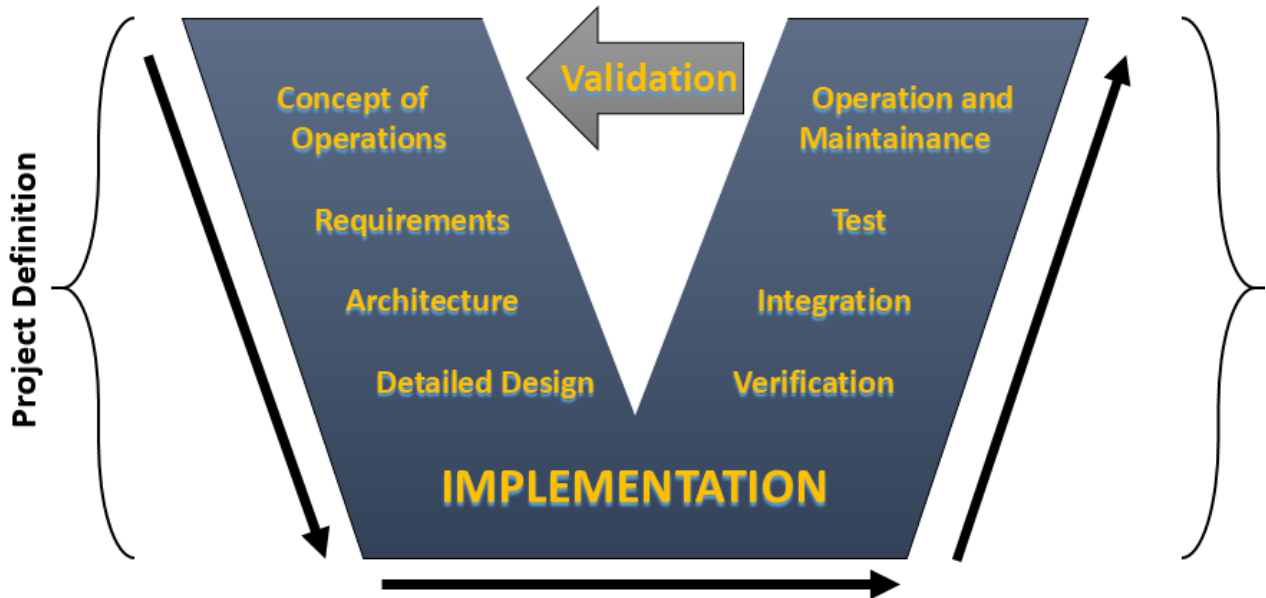 Project Definition
Concept of
Operations
Requirements
Architecture
Detailed Design
IMPLEMENTATION
Validation
Operation and
Maintainance
Test
Integration
Verification